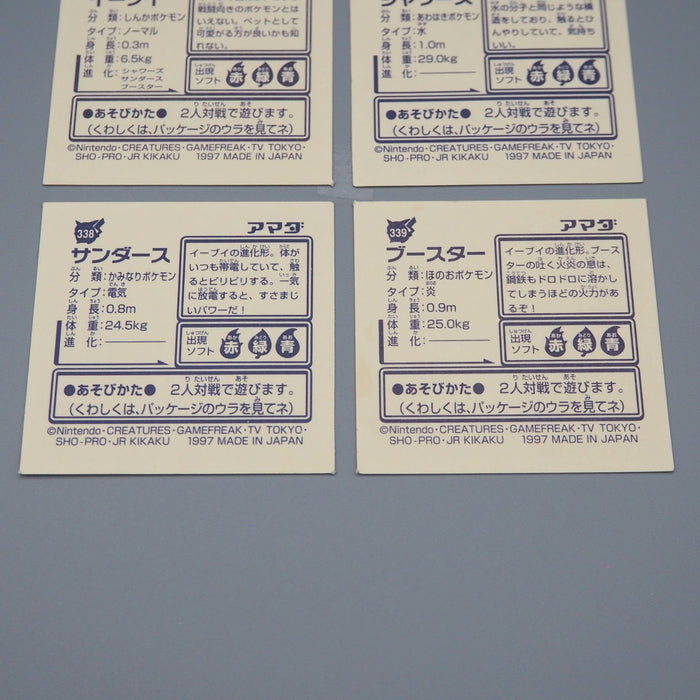 イーブイ
分類:しんかポケモン
タイプ:ノーマル
身長:0.3m
体重:6.5kg
進化:シャワーズ
サンダース
ブースター
戦闘向きのポケモンとは
いえない。ペットとして
可愛がる方が良いかも知
れない。
出現
ソフト
赤 緑 青
●あそびかた● 2人対戦で遊びます。
(くわしくは、パッケージのウラを見てネ)
©Nintendo・CREATURES・GAMEFREAK・TV TOKYO・
SHO-PRO・JR KIKAKU 1997 MADE IN JAPAN
シャワーズ
分類:あわはきポケモン
タイプ:水
身長:1.0m
体重:29.0kg
進化:
水の分子と同じような構
造をしており、触るとひ
んやりしていて、気持ち
いい。
出現
ソフト
赤 緑 青
●あそびかた● 2人対戦で遊びます。
(くわしくは、パッケージのウラを見てネ)
©Nintendo・CREATURES・GAMEFREAK・TV TOKYO・
SHO-PRO・JR KIKAKU 1997 MADE IN JAPAN
338
アマダ
サンダース
分類:かみなりポケモン
タイプ:電気
身長:0.8m
体重:24.5kg
進化:
イーブイの進化形。体が
いつも帯電していて、触
るとビリビリする。一気
に放電すると、すさまじ
いパワーだ!
出現
ソフト
赤 緑 青
●あそびかた● 2人対戦で遊びます。
(くわしくは、パッケージのウラを見てネ)
©Nintendo・CREATURES・GAMEFREAK・TV TOKYO・
SHO-PRO・JR KIKAKU 1997 MADE IN JAPAN
339
アマダ
ブースター
分類:ほのおポケモン
タイプ:炎
身長:0.9m
体重:25.0kg
進化:
イーブイの進化形。ブース
ターの吐く火炎の息は、
鋼鉄もドロドロに溶かし
てしまうほどの火力があ
るぞ!
出現
ソフト
赤 緑 青
●あそびかた● 2人対戦で遊びます。
(くわしくは、パッケージのウラを見てネ)
©Nintendo・CREATURES・GAMEFREAK・TV TOKYO・
SHO-PRO・JR KIKAKU 1997 MADE IN JAPAN